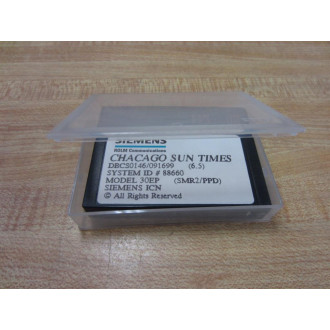 SIEMENS
ROLM Communications
CHACAGO SUN TIMES
DBCS0146/091699 (6.5)
SYSTEM ID # 88660
MODEL 30EP (SMR2/PPD)
SIEMENS ICN
© All Rights Reserved